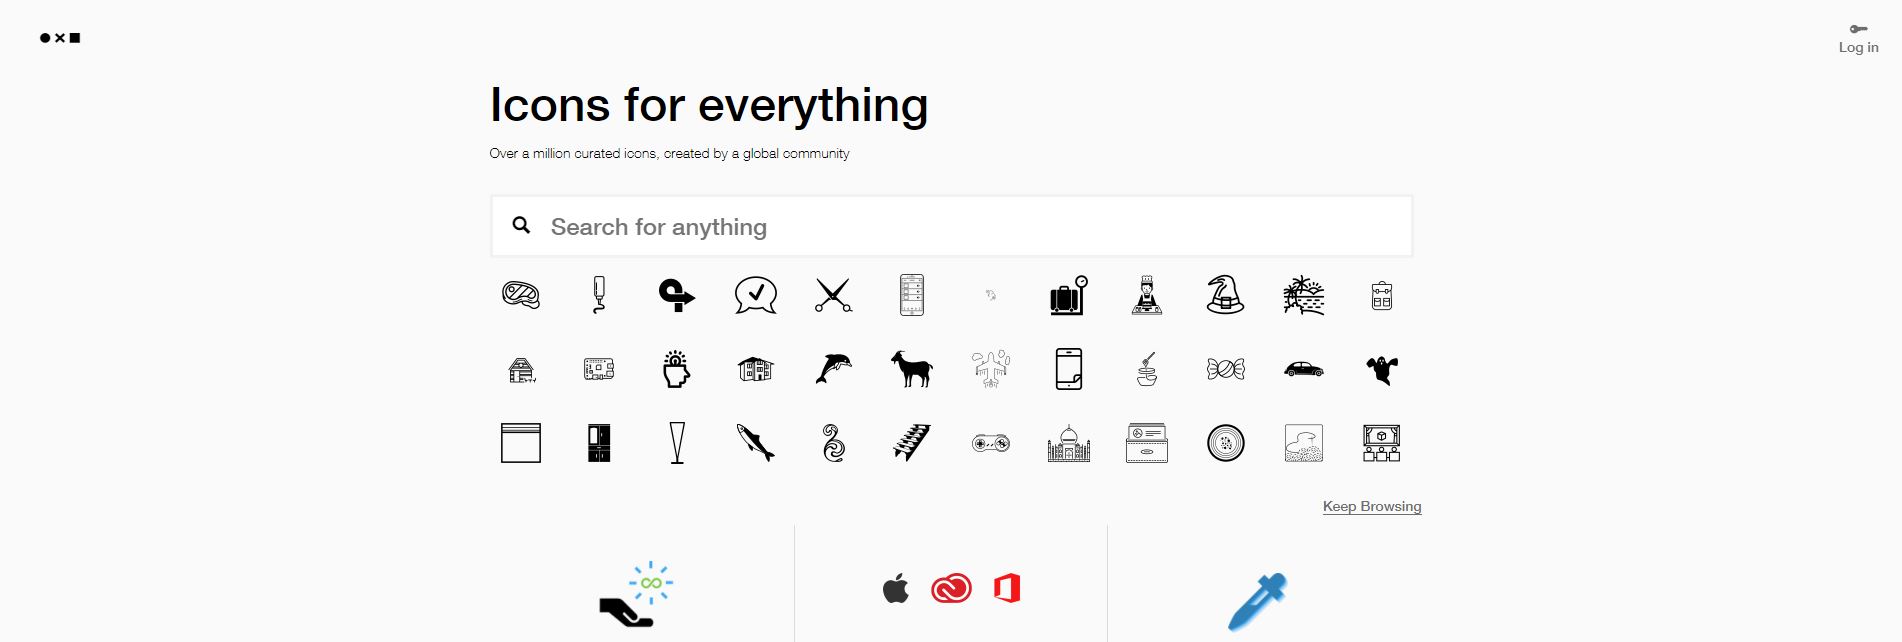 Log in
Icons for everything
Over a million curated icons, created by a global community
Search for anything
Keep Browsing